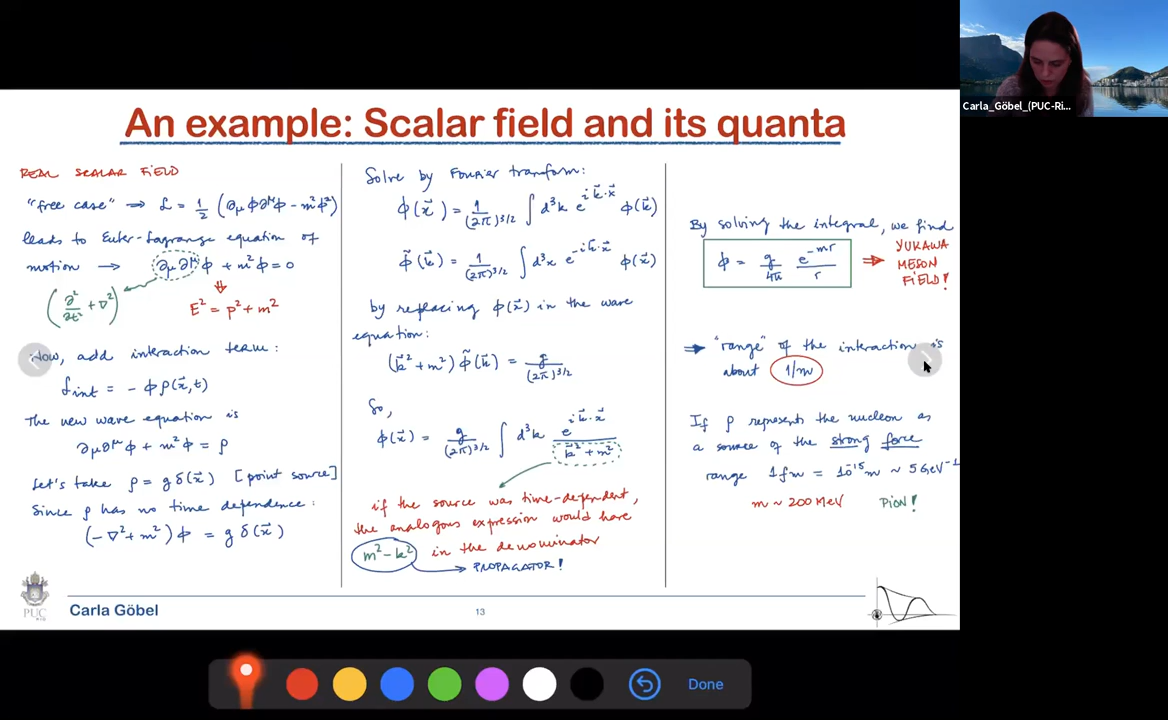 Carla_Göbel_(PUC-Ri...
An example: Scalar field and its quanta
REAL SCALAR FIELD
"free case" → ℒ = 1/2 (∂μφ∂^μφ - m²φ²)
leads to Euler-Lagrange equation of
motion → ∂μ∂^μφ + m²φ = 0
(∂²/∂t² + ∇²)
⇓
E² = p² + m²
Now, add interaction term:
ℒint = - φρ(x⃗,t)
The new wave equation is
∂μ∂^μφ + m²φ = ρ
Let's take ρ = g δ(x⃗) [point source]
Since ρ has no time dependence:
(-∇² + m²)φ = g δ(x⃗)
Solve by Fourier transform:
φ(x⃗) = 1/(2π)^3/2 ∫ d³k e^{i k⃗·x⃗} φ(k⃗)
φ̃(k⃗) = 1/(2π)^3/2 ∫ d³x e^{-i k⃗·x⃗} φ(x⃗)
by replacing φ(x⃗) in the wave
equation:
(k⃗² + m²) φ̃(k⃗) = g/(2π)^3/2
So,
φ(x⃗) = g/(2π)^3/2 ∫ d³k e^{i k⃗·x⃗}/(k⃗² + m²)
if the source was time-dependent,
the analogous expression would have
m² - k² in the denominator
→ PROPAGATOR!
By solving the integral, we find
φ = g/4π e^{-mr}/r ⇒ YUKAWA
MESON
FIELD!
⇒ "range" of the interaction is
about 1/m
If ρ represents the nucleon as
a source of the strong force
range 1fm = 10^-15 m ~ 5 GeV^-1
m ~ 200 MeV PION!
PUC
RIO
Carla Göbel
13
Done